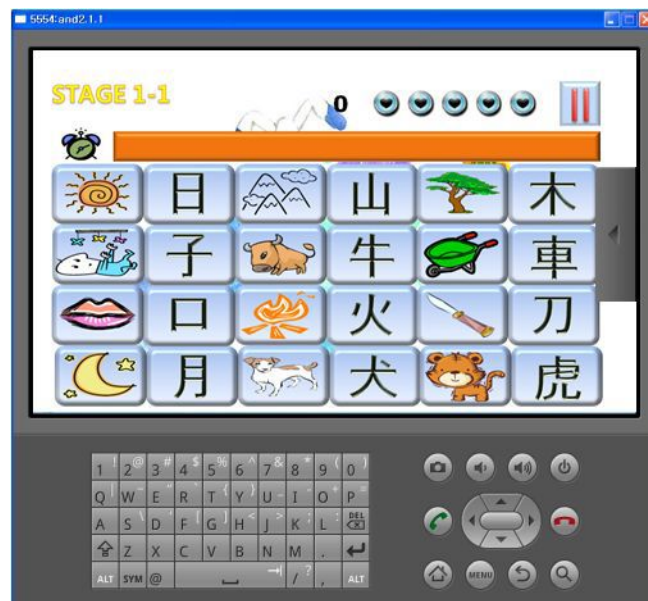 5554:and2.1.1
STAGE 1-1
0
日 山 木
子 牛 車
口 火 刀
月 犬 虎
1 ! 2 @ 3 # 4 $ 5 % 6 ^ 7 & 8 * 9 ( 0 )
Q W E R T { Y } U I O P
A S D F [ G ] H < J > K ; L : DEL
Z X C V B N M .
ALT SYM @ / ? , ALT
MENU